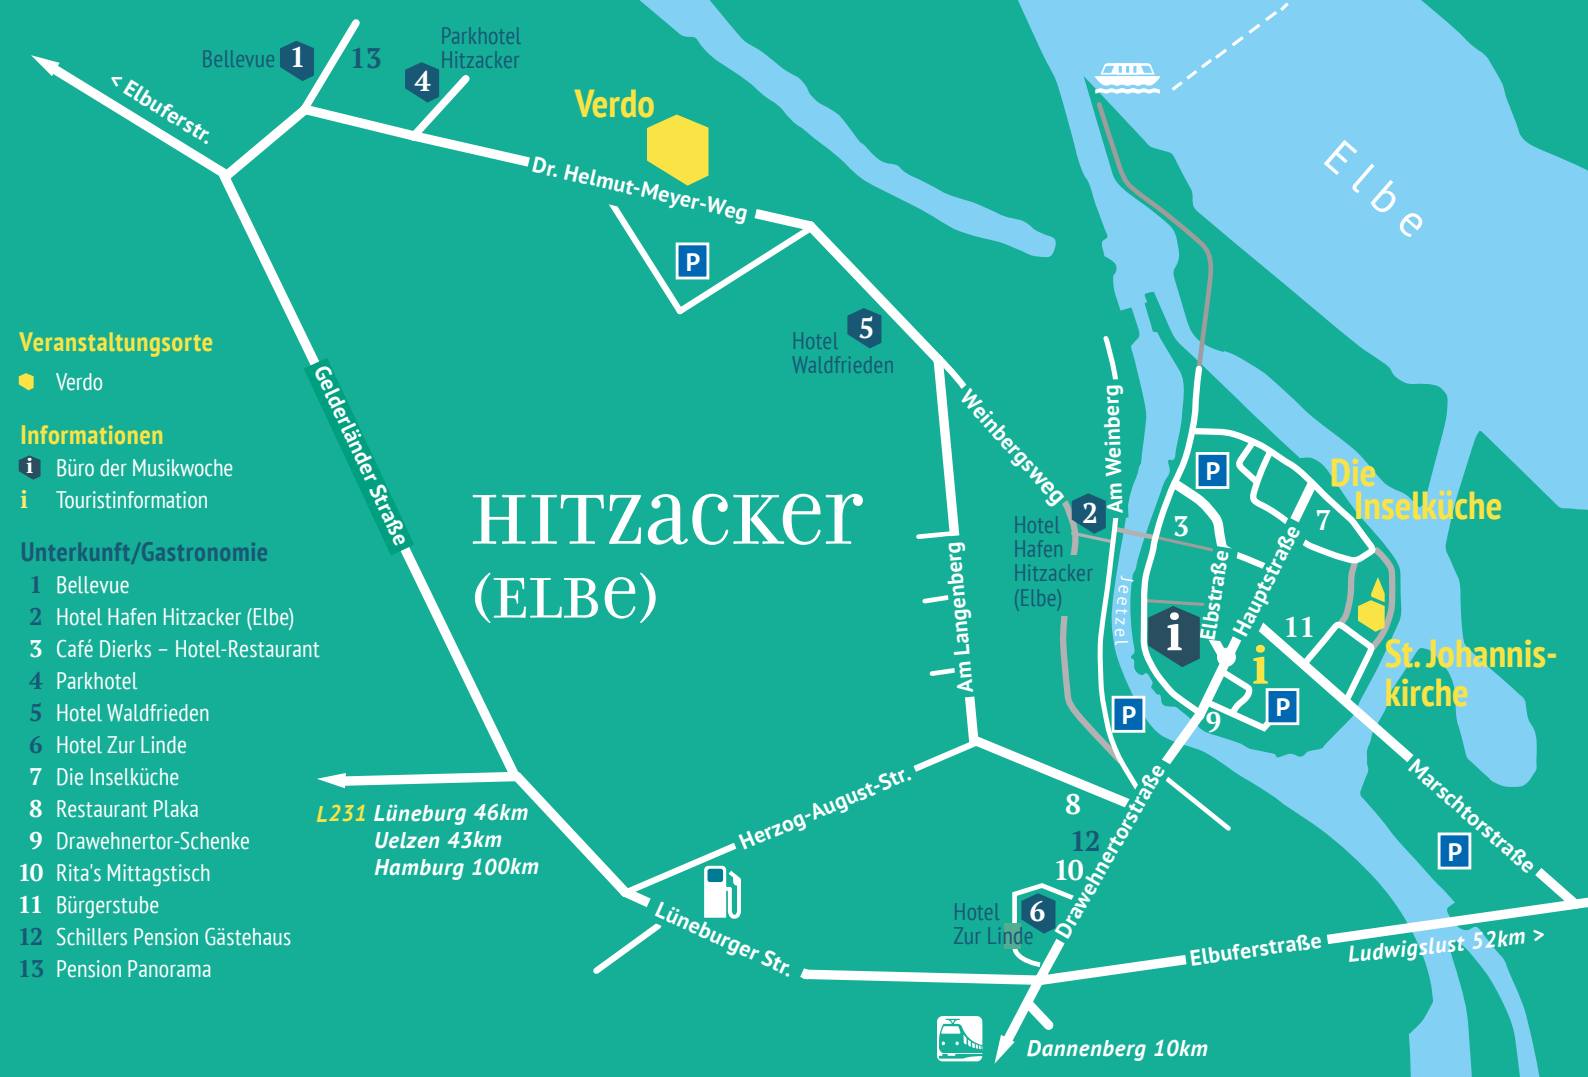 Bellevue 1
13
Parkhotel
Hitzacker
4
< Elbuferstr.
Verdo
Dr. Helmut-Meyer-Weg
P
Elbe
Hotel
Waldfrieden
5
Veranstaltungsorte
Verdo
Informationen
i Büro der Musikwoche
i Touristinformation
Unterkunft/Gastronomie
1 Bellevue
2 Hotel Hafen Hitzacker (Elbe)
3 Café Dierks – Hotel-Restaurant
4 Parkhotel
5 Hotel Waldfrieden
6 Hotel Zur Linde
7 Die Inselküche
8 Restaurant Plaka
9 Drawehnertor-Schenke
10 Rita's Mittagstisch
11 Bürgerstube
12 Schillers Pension Gästehaus
13 Pension Panorama
Gelderländer Straße
HITzacKer
(ELBe)
Weinbergsweg
Am Weinberg
Am Langenberg
2
Hotel
Hafen
Hitzacker
(Elbe)
Jeetzel
P
3
7
Die
Inselküche
Elbstraße
Hauptstraße
i
i
11
St. Johannis-
kirche
P
P
9
L231 Lüneburg 46km
Uelzen 43km
Hamburg 100km
Herzog-August-Str.
8
12
10
Drawehnertorstraße
Marschtorstraße
P
Hotel
Zur Linde
6
Lüneburger Str.
Elbuferstraße
Ludwigslust 52km >
Dannenberg 10km